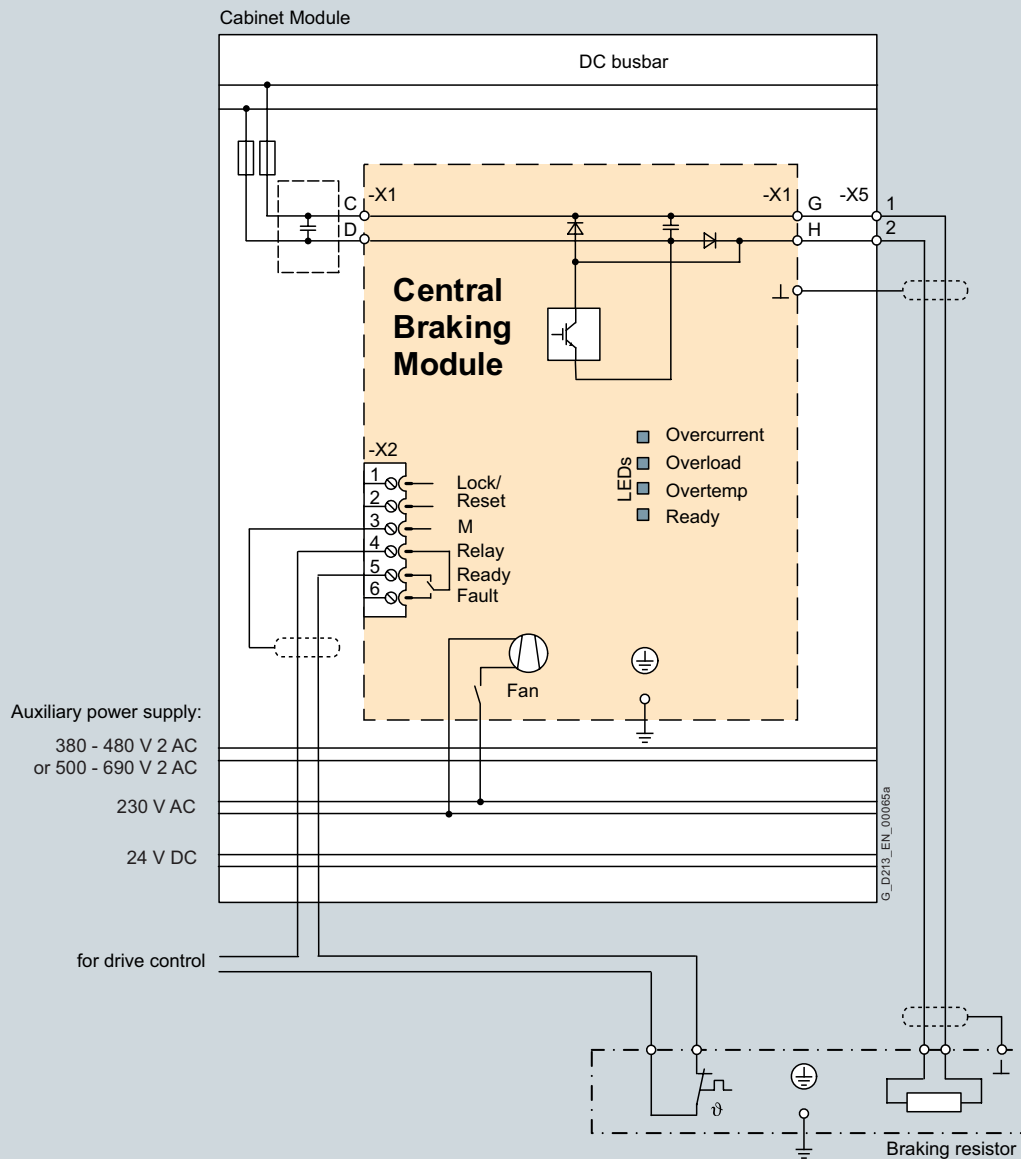 Cabinet Module
DC busbar
-X1
-X1
-X5
C
G
1
D
H
2
⊥
Central
Braking
Module
-X2
1
2
3
4
5
6
Lock/
Reset
M
Relay
Ready
Fault
LEDs
Overcurrent
Overload
Overtemp
Ready
Fan
Auxiliary power supply:
380 - 480 V 2 AC
or 500 - 690 V 2 AC
230 V AC
24 V DC
G_D213_EN_00065a
for drive control
ϑ
⊥
Braking resistor